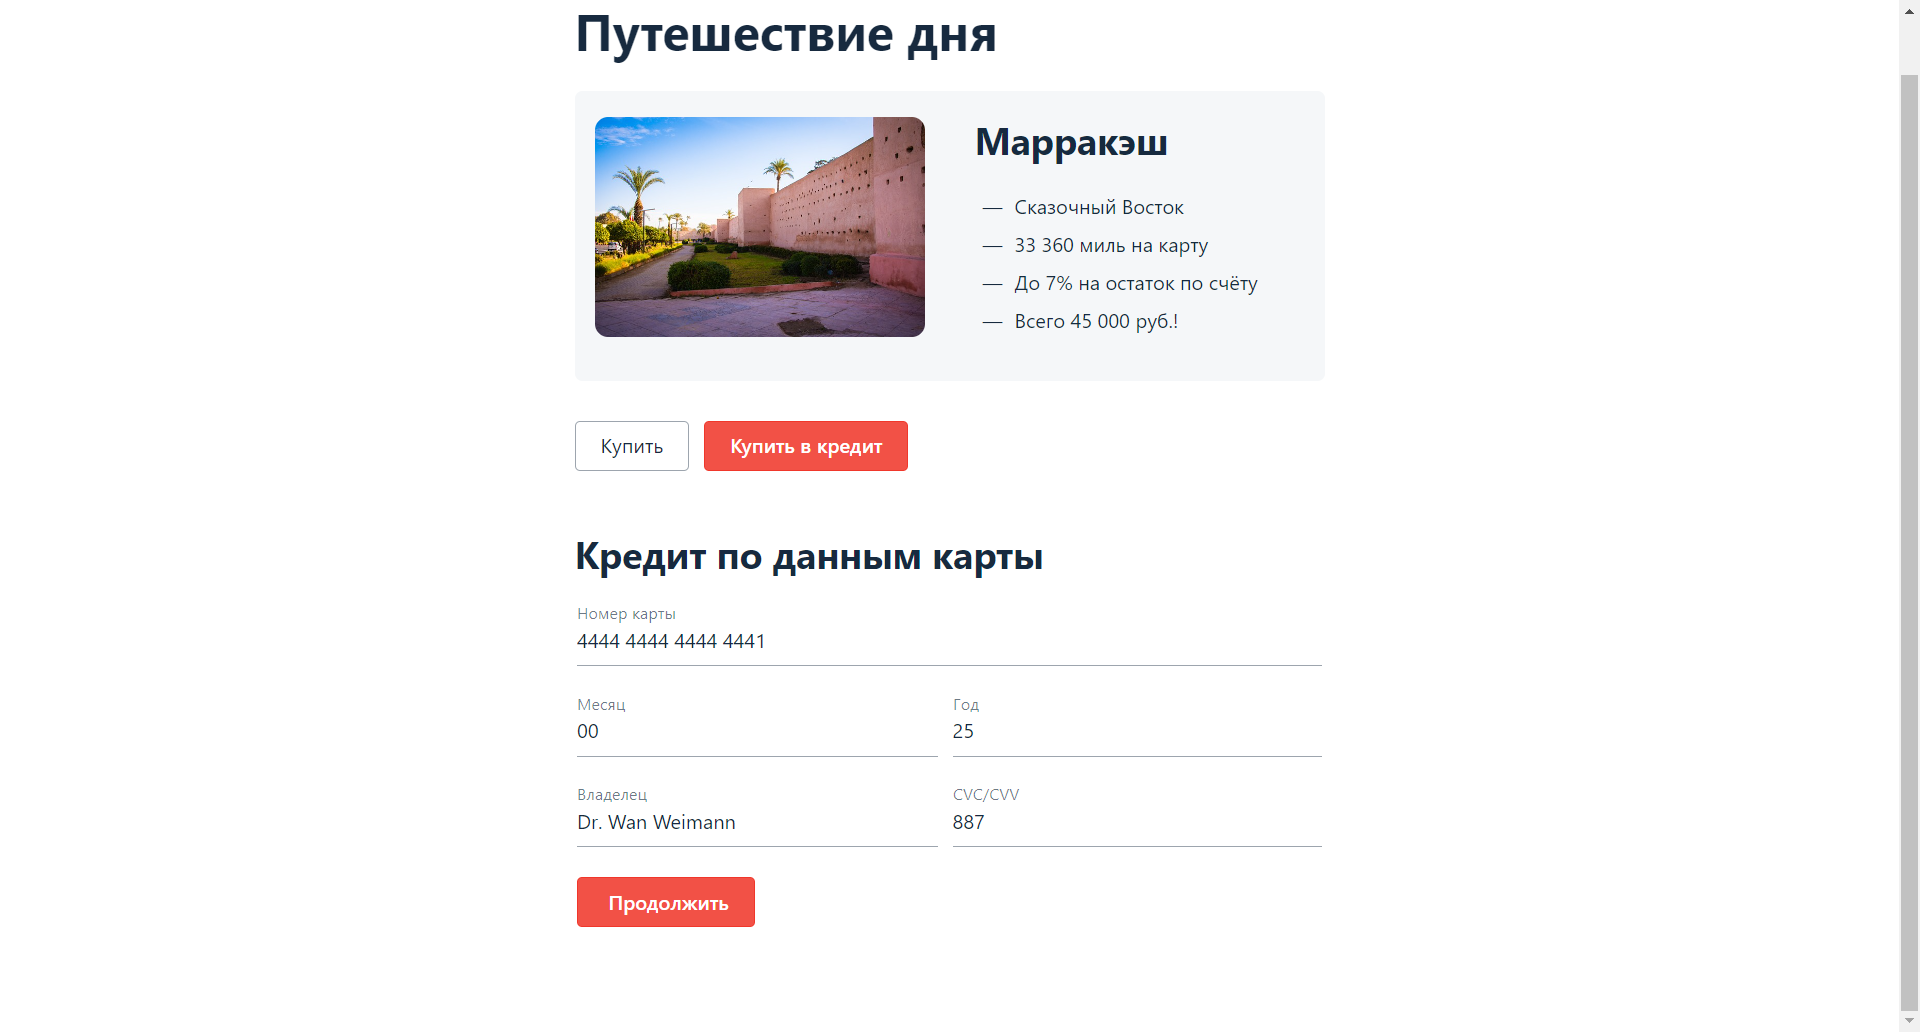 Путешествие дня
Марракэш
— Сказочный Восток
— 33 360 миль на карту
— До 7% на остаток по счёту
— Всего 45 000 руб.!
Купить
Купить в кредит
Кредит по данным карты
Номер карты
4444 4444 4444 4441
Месяц
Год
00
25
Владелец
CVC/CVV
Dr. Wan Weimann
887
Продолжить